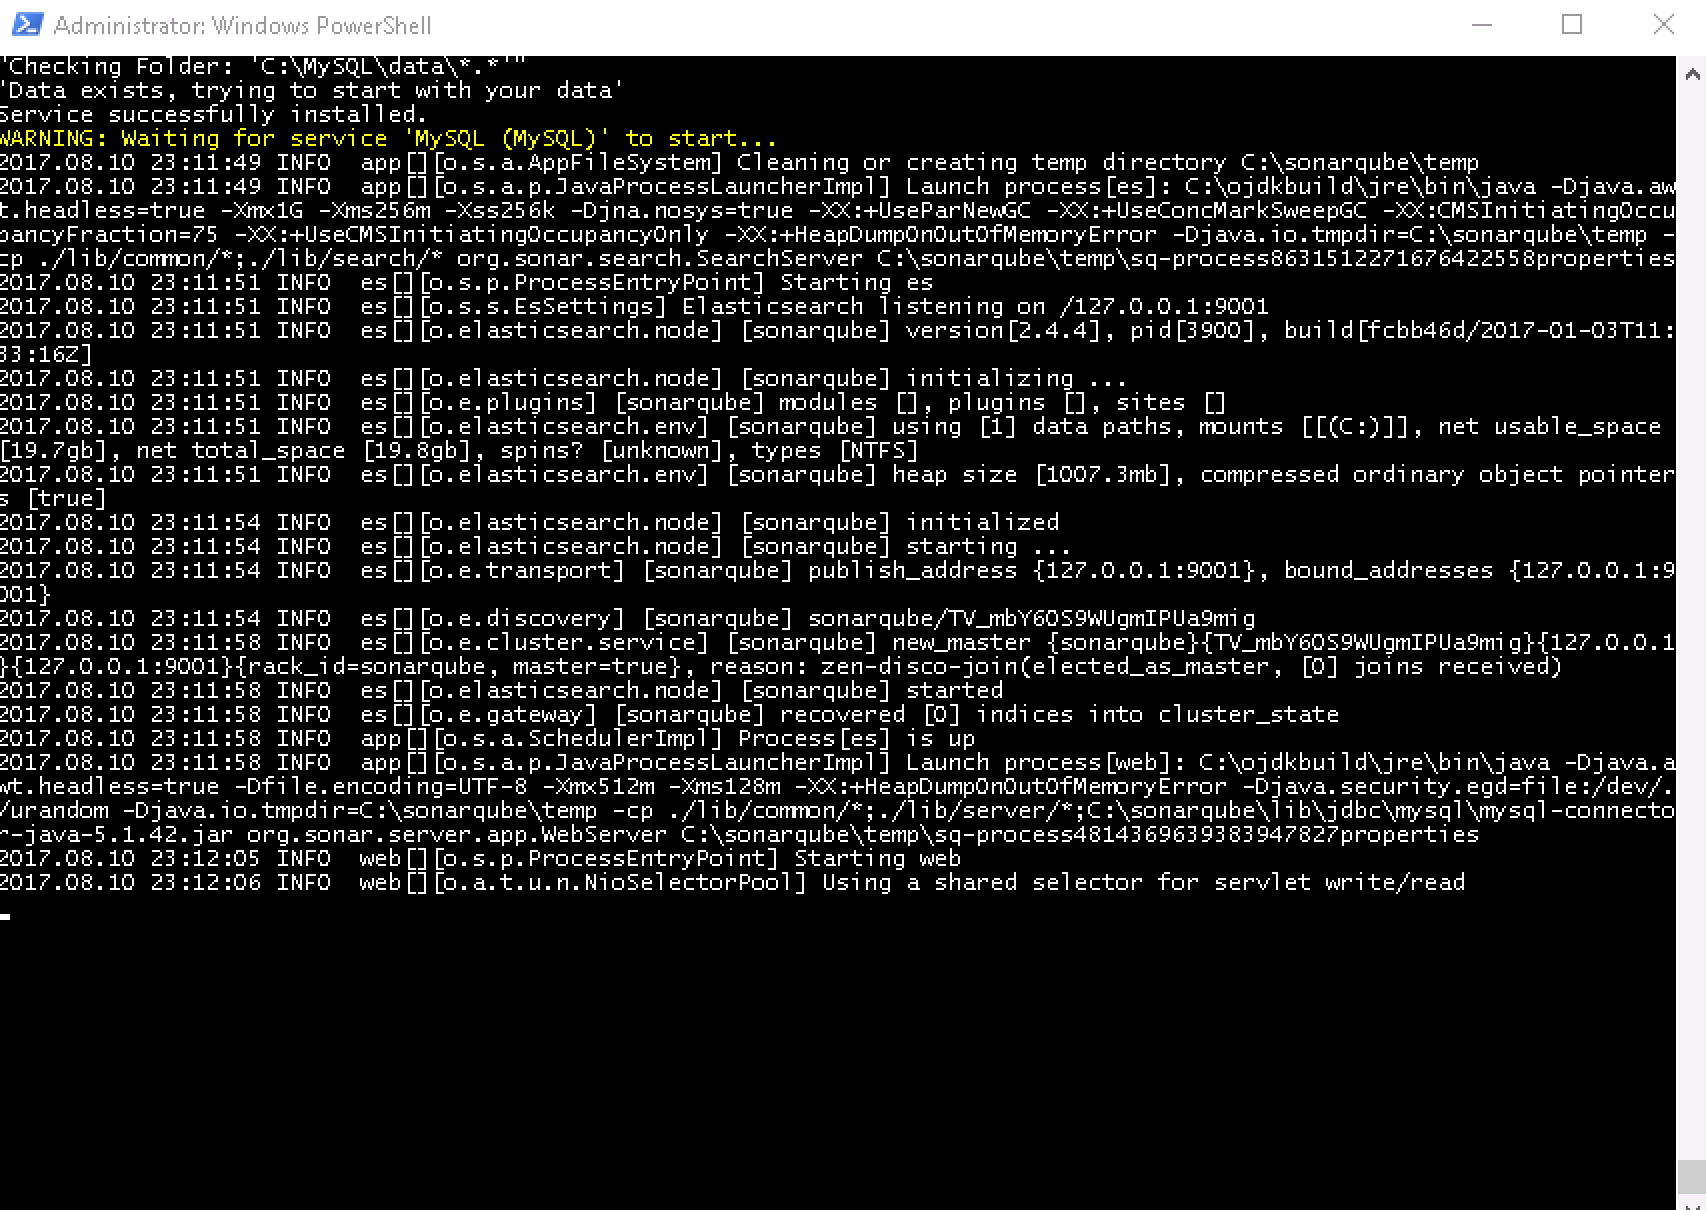 Administrator: Windows PowerShell
'Checking Folder: 'C:\MySQL\data\*.*'"
'Data exists, trying to start with your data'
Service successfully installed.
WARNING: Waiting for service 'MySQL (MySQL)' to start...
2017.08.10 23:11:49 INFO  app[][o.s.a.AppFileSystem] Cleaning or creating temp directory C:\sonarqube\temp
2017.08.10 23:11:49 INFO  app[][o.s.a.p.JavaProcessLauncherImpl] Launch process[es]: C:\ojdkbuild\jre\bin\java -Djava.aw
t.headless=true -Xmx1G -Xms256m -Xss256k -Djna.nosys=true -XX:+UseParNewGC -XX:+UseConcMarkSweepGC -XX:CMSInitiatingOccu
pancyFraction=75 -XX:+UseCMSInitiatingOccupancyOnly -XX:+HeapDumpOnOutOfMemoryError -Djava.io.tmpdir=C:\sonarqube\temp -
cp ./lib/common/*;./lib/search/* org.sonar.search.SearchServer C:\sonarqube\temp\sq-process8631512271676422558properties
2017.08.10 23:11:51 INFO  es[][o.s.p.ProcessEntryPoint] Starting es
2017.08.10 23:11:51 INFO  es[][o.s.s.EsSettings] Elasticsearch listening on /127.0.0.1:9001
2017.08.10 23:11:51 INFO  es[][o.elasticsearch.node] [sonarqube] version[2.4.4], pid[3900], build[fcbb46d/2017-01-03T11:
33:16Z]
2017.08.10 23:11:51 INFO  es[][o.elasticsearch.node] [sonarqube] initializing ...
2017.08.10 23:11:51 INFO  es[][o.e.plugins] [sonarqube] modules [], plugins [], sites []
2017.08.10 23:11:51 INFO  es[][o.elasticsearch.env] [sonarqube] using [1] data paths, mounts [[(C:)]], net usable_space
[19.7gb], net total_space [19.8gb], spins? [unknown], types [NTFS]
2017.08.10 23:11:51 INFO  es[][o.elasticsearch.env] [sonarqube] heap size [1007.3mb], compressed ordinary object pointer
s [true]
2017.08.10 23:11:54 INFO  es[][o.elasticsearch.node] [sonarqube] initialized
2017.08.10 23:11:54 INFO  es[][o.elasticsearch.node] [sonarqube] starting ...
2017.08.10 23:11:54 INFO  es[][o.e.transport] [sonarqube] publish_address {127.0.0.1:9001}, bound_addresses {127.0.0.1:9
001}
2017.08.10 23:11:54 INFO  es[][o.e.discovery] [sonarqube] sonarqube/TV_mbY6OS9WUgmIPUa9mig
2017.08.10 23:11:58 INFO  es[][o.e.cluster.service] [sonarqube] new_master {sonarqube}{TV_mbY6OS9WUgmIPUa9mig}{127.0.0.1
}{127.0.0.1:9001}{rack_id=sonarqube, master=true}, reason: zen-disco-join(elected_as_master, [0] joins received)
2017.08.10 23:11:58 INFO  es[][o.elasticsearch.node] [sonarqube] started
2017.08.10 23:11:58 INFO  es[][o.e.gateway] [sonarqube] recovered [0] indices into cluster_state
2017.08.10 23:11:58 INFO  app[][o.s.a.SchedulerImpl] Process[es] is up
2017.08.10 23:11:58 INFO  app[][o.s.a.p.JavaProcessLauncherImpl] Launch process[web]: C:\ojdkbuild\jre\bin\java -Djava.a
wt.headless=true -Dfile.encoding=UTF-8 -Xmx512m -Xms128m -XX:+HeapDumpOnOutOfMemoryError -Djava.security.egd=file:/dev/.
/urandom -Djava.io.tmpdir=C:\sonarqube\temp -cp ./lib/common/*;./lib/server/*;C:\sonarqube\lib\jdbc\mysql\mysql-connecto
r-java-5.1.42.jar org.sonar.server.app.WebServer C:\sonarqube\temp\sq-process4814369639383947827properties
2017.08.10 23:12:05 INFO  web[][o.s.p.ProcessEntryPoint] Starting web
2017.08.10 23:12:06 INFO  web[][o.a.t.u.n.NioSelectorPool] Using a shared selector for servlet write/read